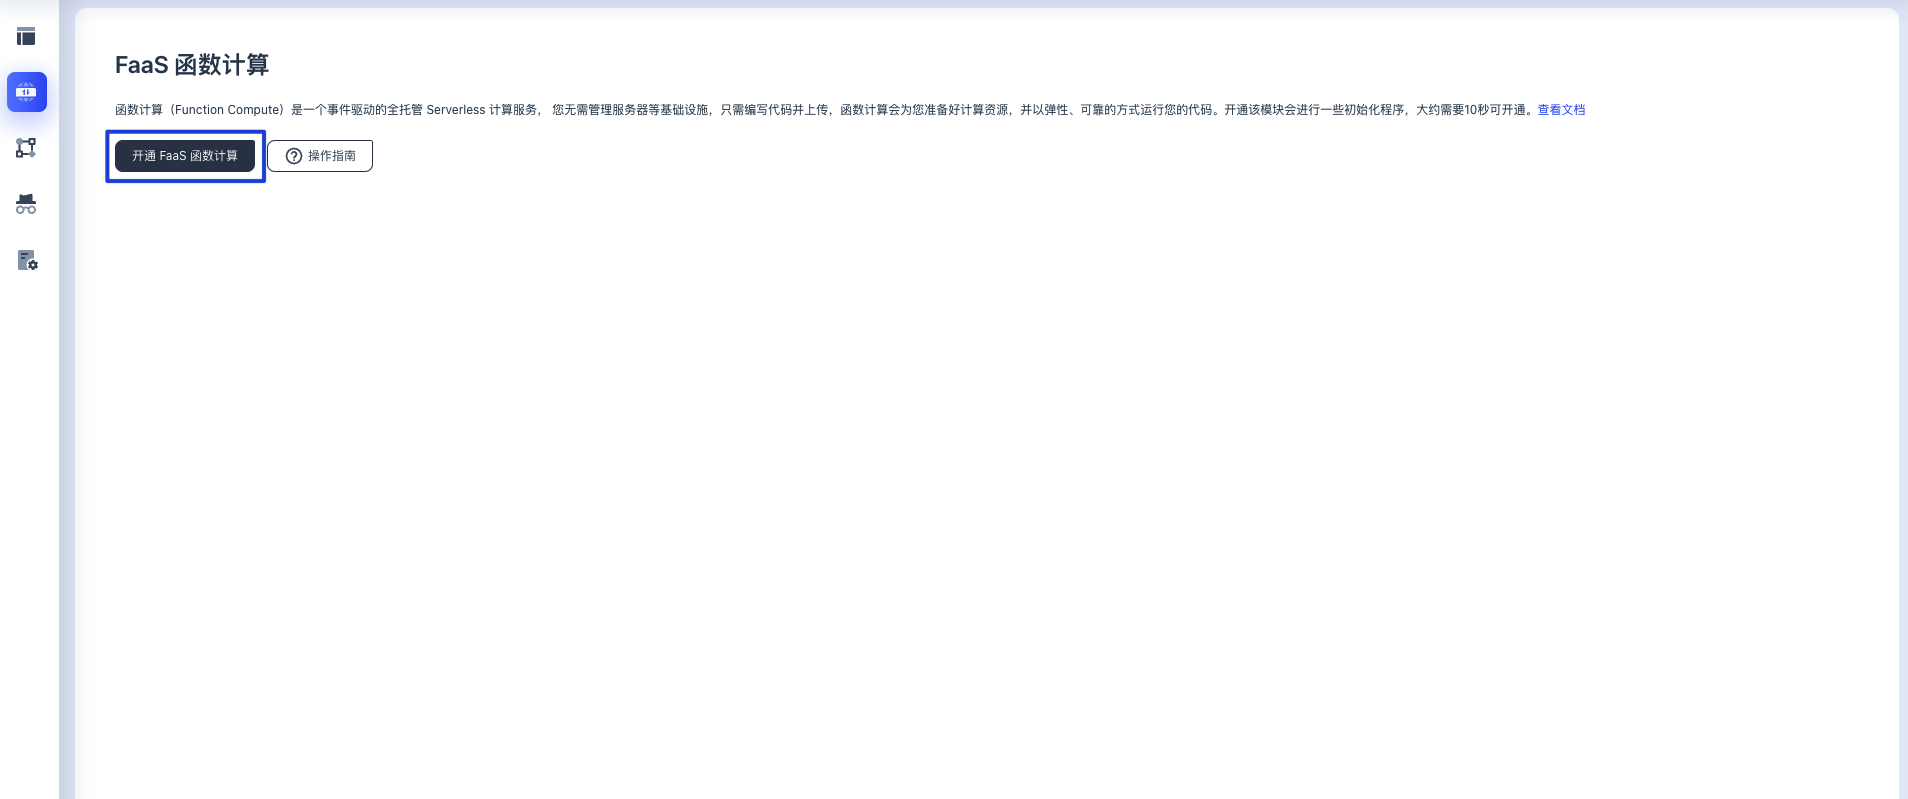 FaaS 函数计算
函数计算（Function Compute）是一个事件驱动的全托管 Serverless 计算服务， 您无需管理服务器等基础设施，只需编写代码并上传，函数计算会为您准备好计算资源，并以弹性、可靠的方式运行您的代码。开通该模块会进行一些初始化程序，大约需要10秒可开通。查看文档
开通 FaaS 函数计算
操作指南